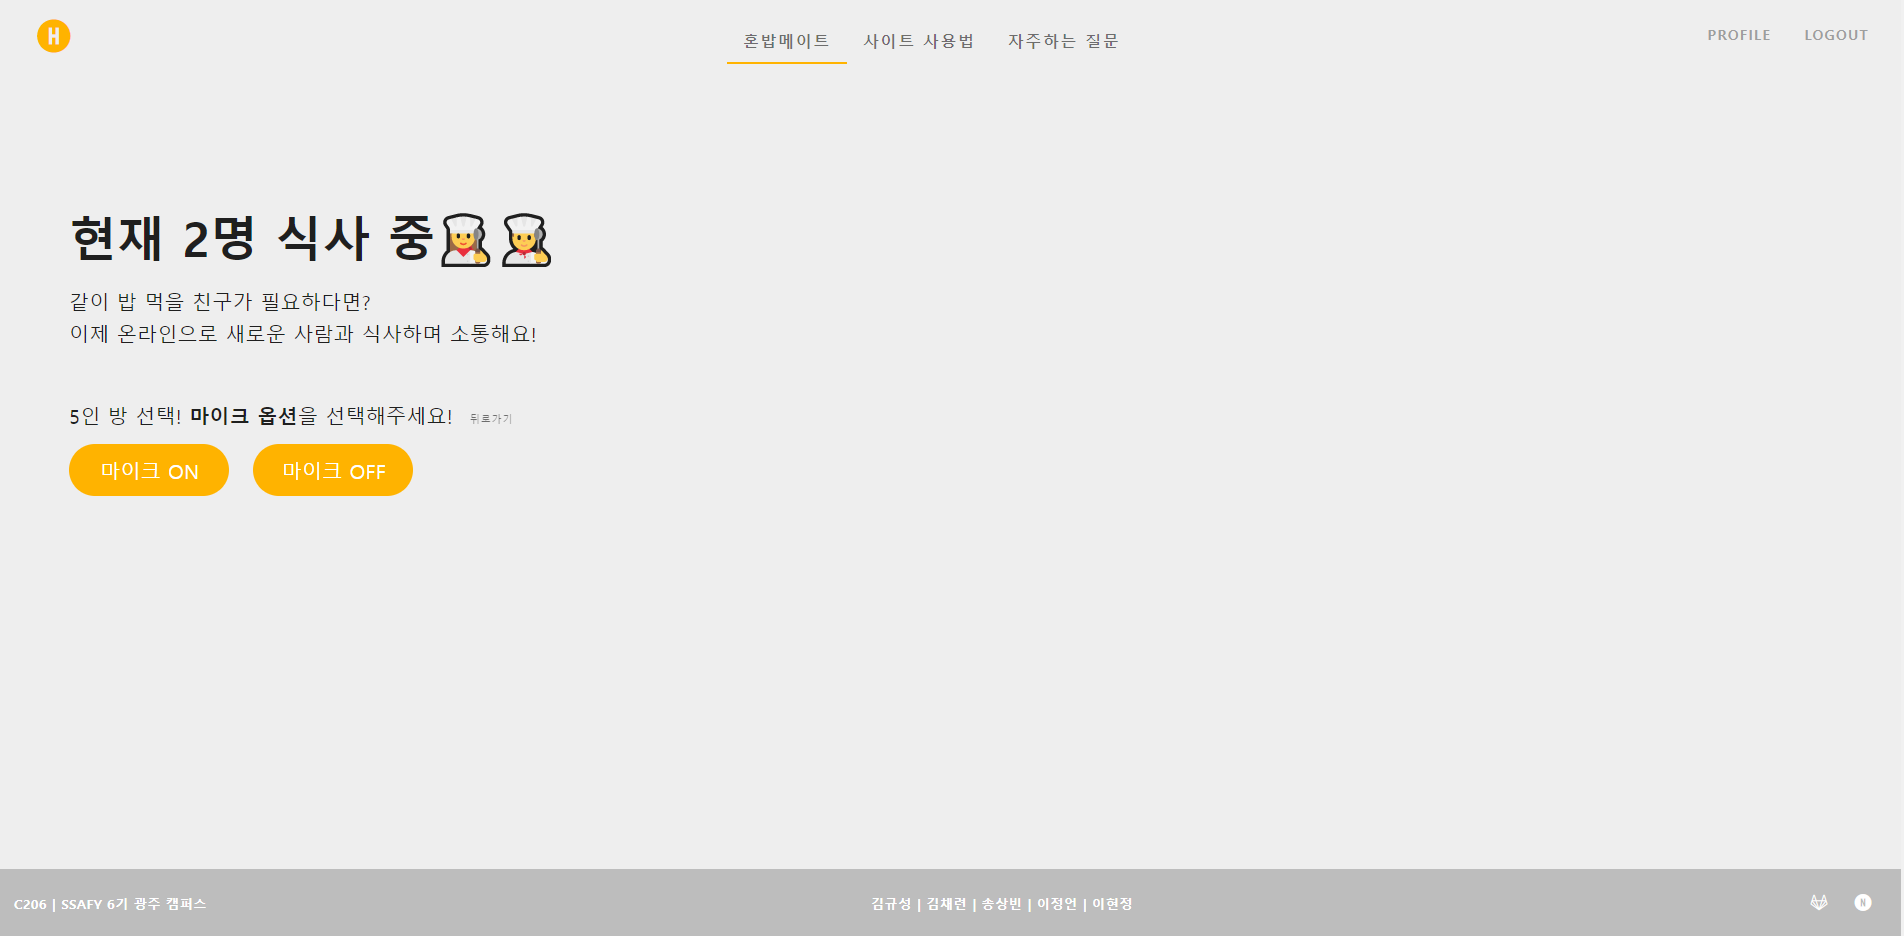 H
혼밥메이트 사이트 사용법 자주하는 질문
PROFILE LOGOUT
현재 2명 식사 중
같이 밥 먹을 친구가 필요하다면?
이제 온라인으로 새로운 사람과 식사하며 소통해요!
5인 방 선택! 마이크 옵션을 선택해주세요! 뒤로가기
마이크 ON 마이크 OFF
C206 | SSAFY 6기 광주 캠퍼스
김규성 | 김채련 | 송상빈 | 이정언 | 이현정
N